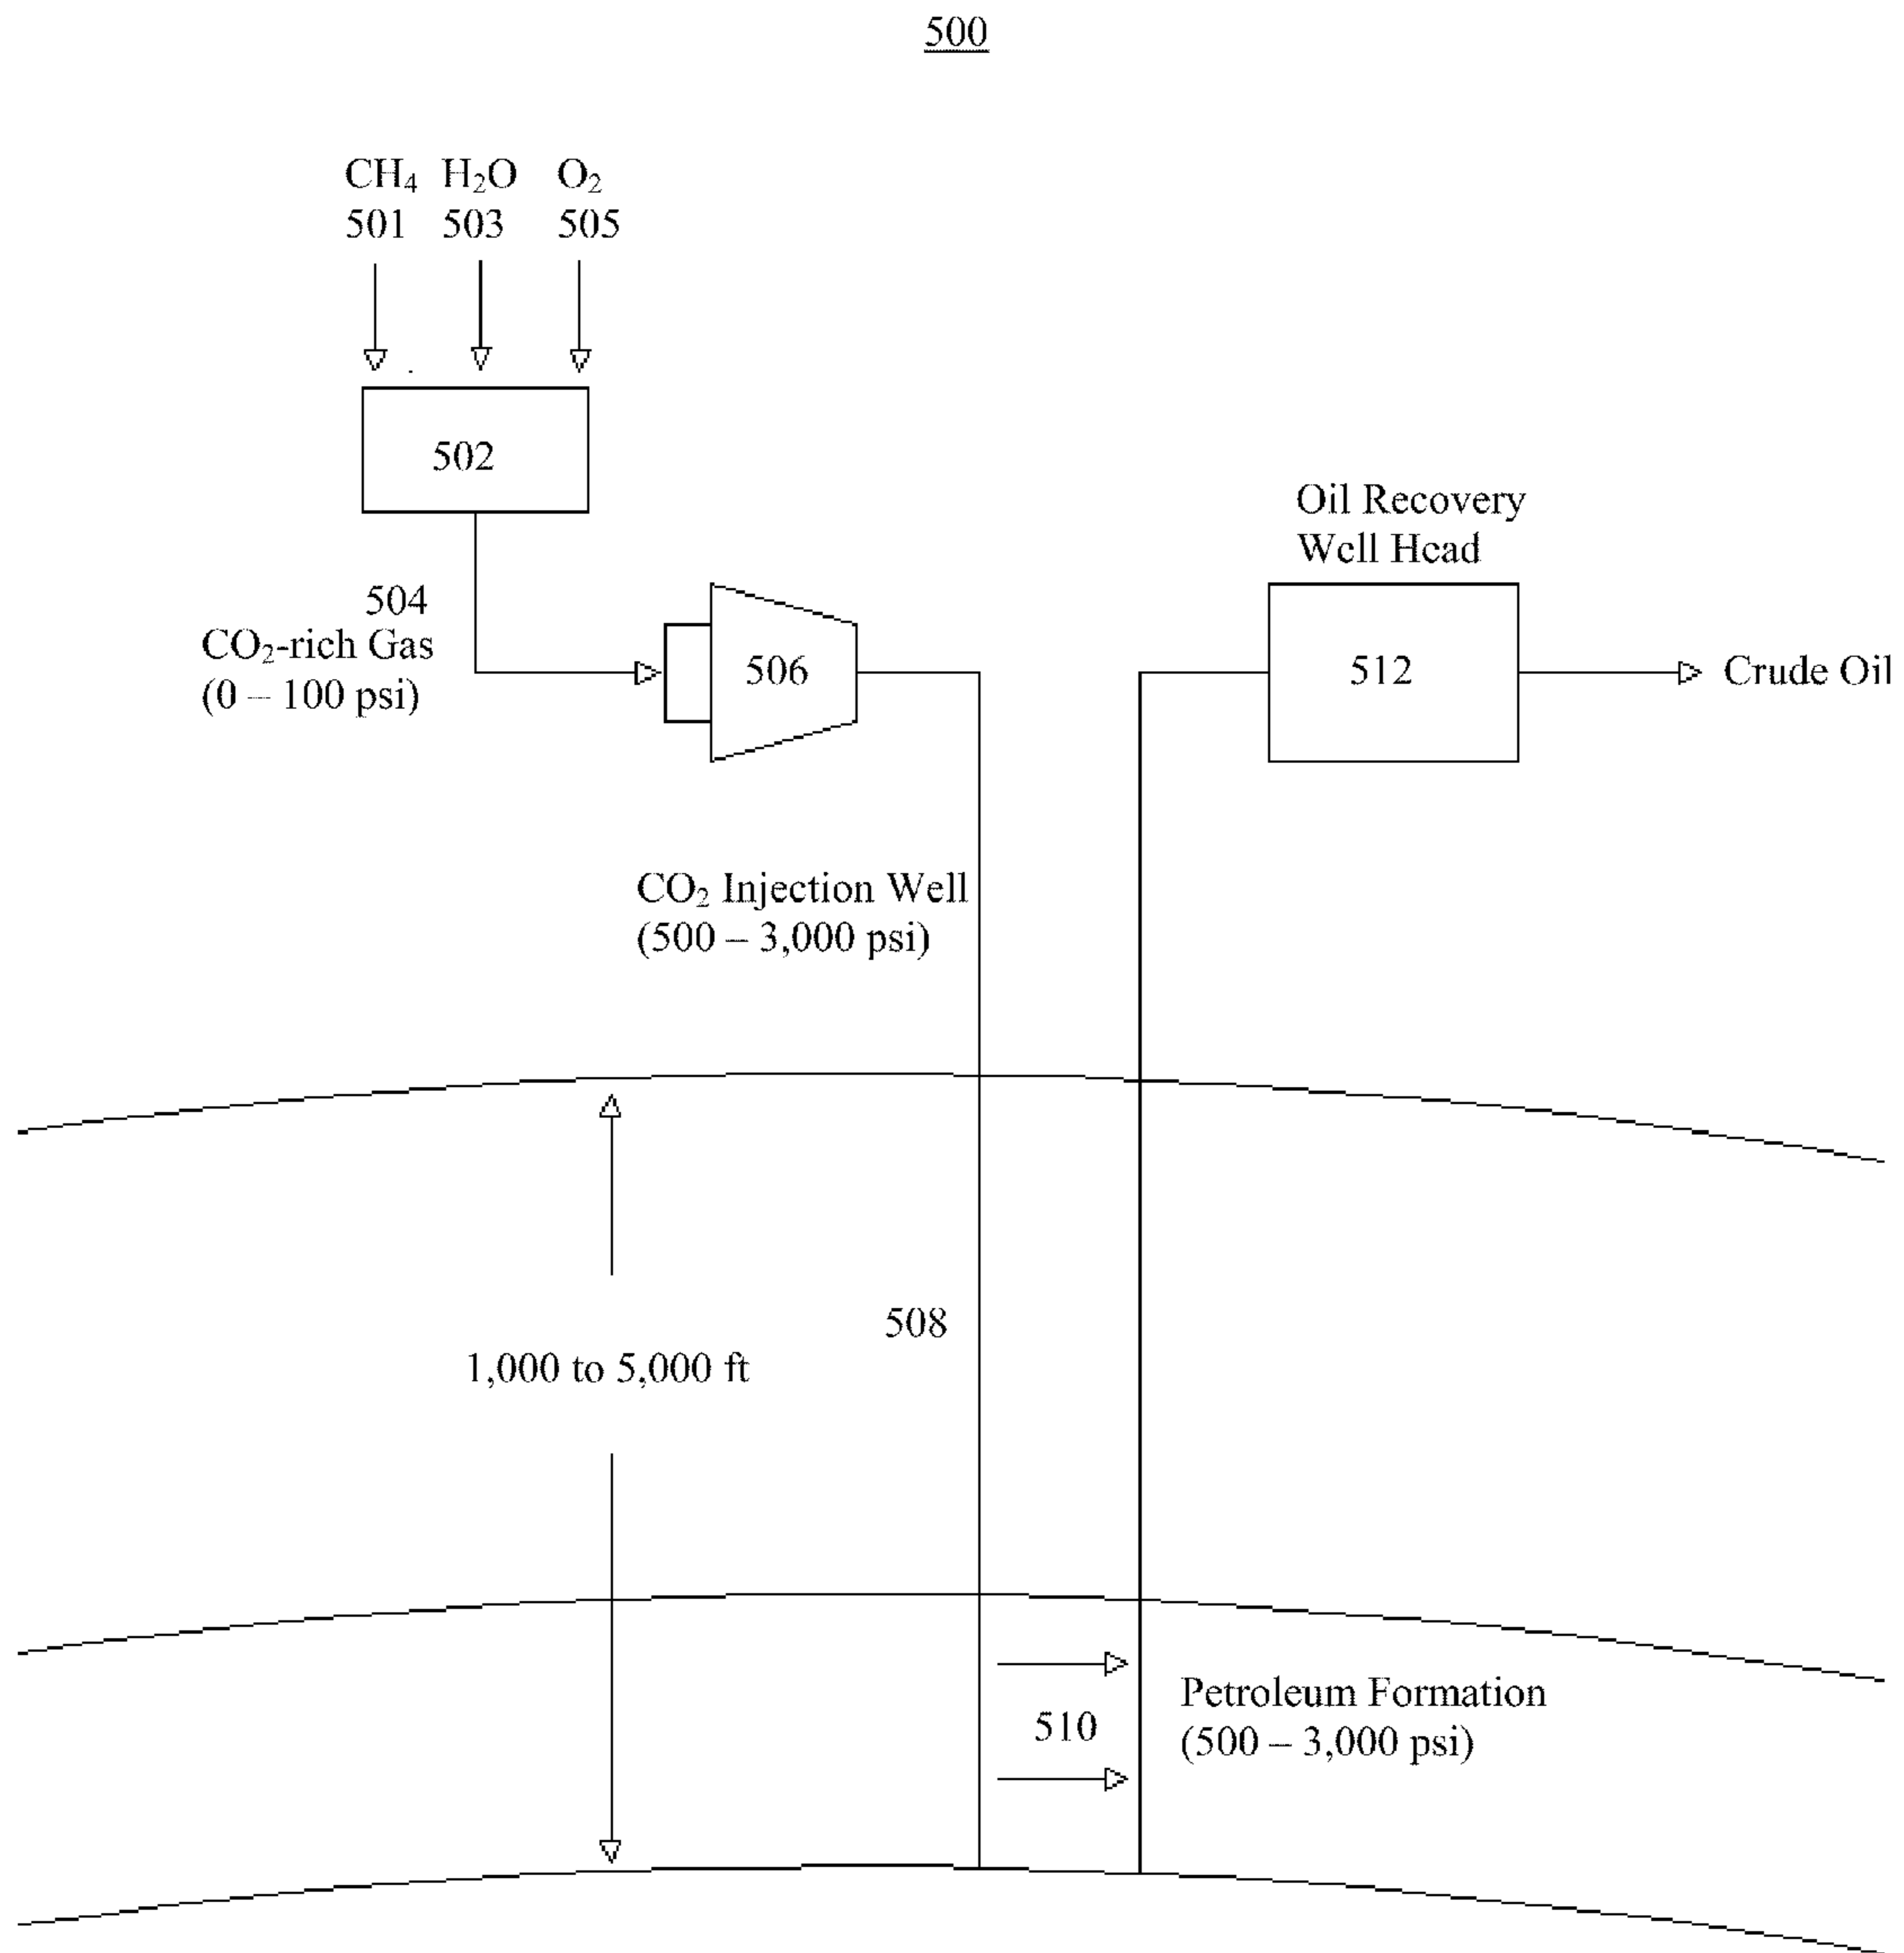 500
CH₄ H₂O O₂
501 503 505
502
Oil Recovery
Well Head
504
CO₂-rich Gas
(0 – 100 psi)
506
512
Crude Oil
CO₂ Injection Well
(500 – 3,000 psi)
508
1,000 to 5,000 ft
Petroleum Formation
(500 – 3,000 psi)
510